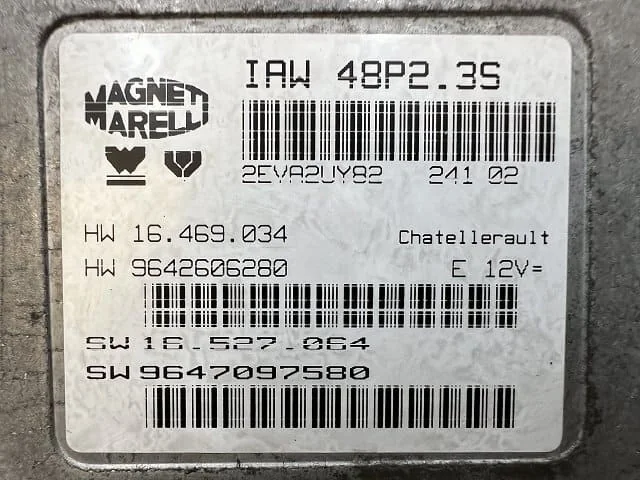 MAGNETI
MARELLI
IAW 48P2.3S
2EVA2UY82 241 02
HW 16.469.034 Chatellerault
HW 9642606280 E 12V=
SW 16.527.064
SW 9647097580